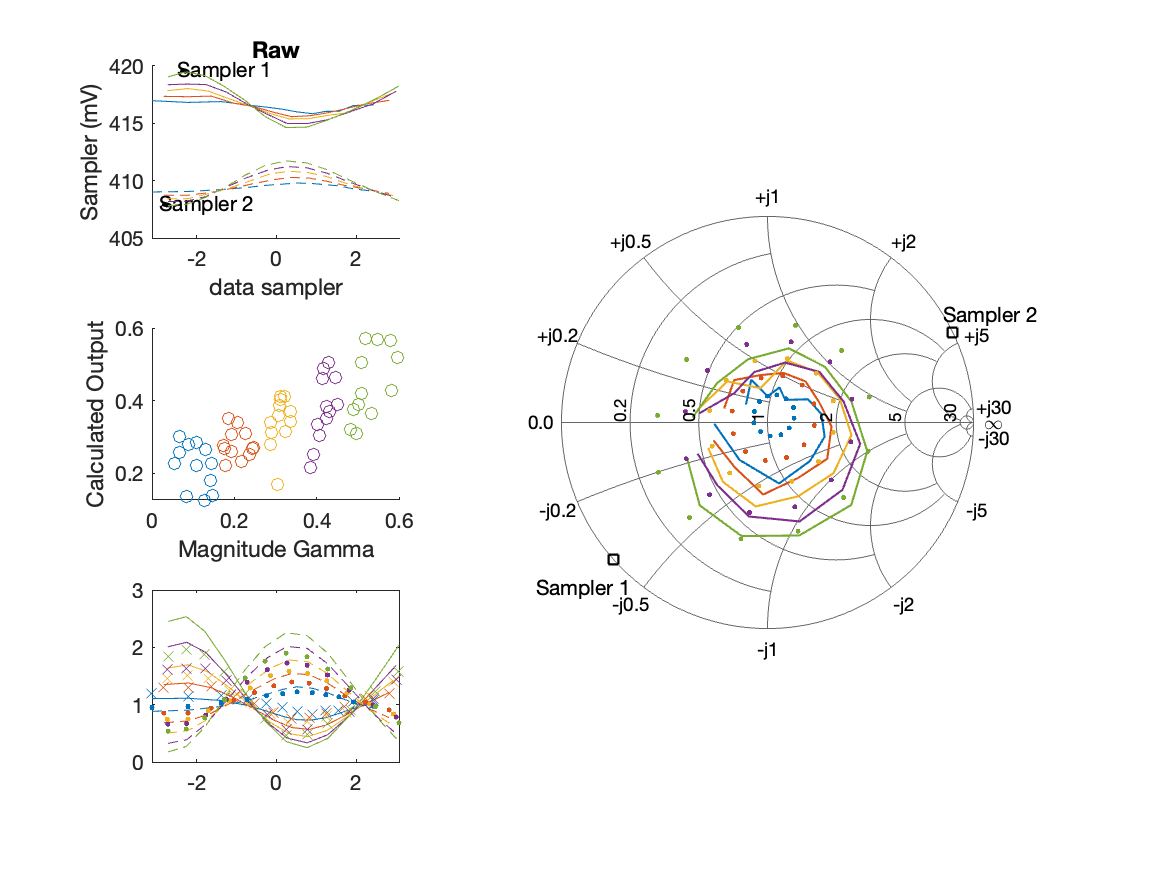 Raw
Sampler 1
Sampler 2
Sampler (mV)
420
415
410
405
-2
0
2
data sampler
Calculated Output
0.6
0.4
0.2
0
0.2
0.4
0.6
Magnitude Gamma
3
2
1
0
-2
0
2
+j1
+j0.5
+j2
+j0.2
Sampler 2
+j5
0.0
0.2
0.5
1
2
5
30
+j30
∞
-j30
-j0.2
-j5
Sampler 1
-j0.5
-j2
-j1